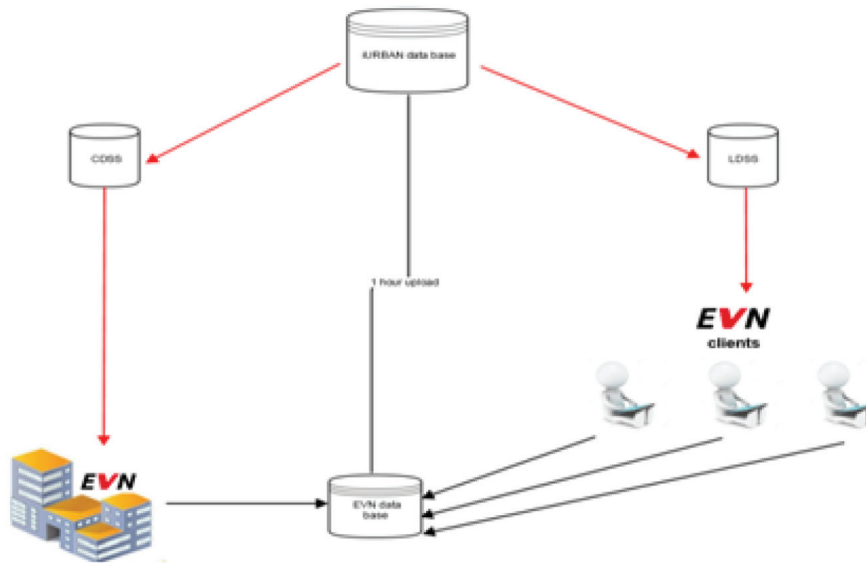 iURBAN data base
CDSS
LDSS
1 hour upload
EVN
clients
EVN
EVN data
base